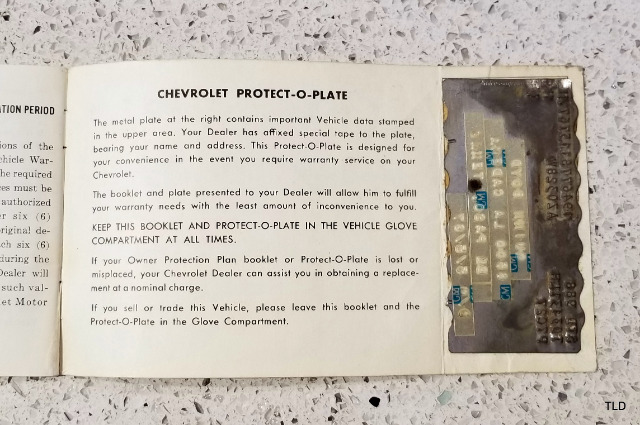 ATION PERIOD
ons of the
hicle War-
he required
es must be
authorized
er six (6)
riginal de-
ch six (6)
during the
Dealer will
such val-
et Motor
CHEVROLET PROTECT-O-PLATE
The metal plate at the right contains important Vehicle data stamped
in the upper area. Your Dealer has affixed special tape to the plate,
bearing your name and address. This Protect-O-Plate is designed for
your convenience in the event you require warranty service on your
Chevrolet.
The booklet and plate presented to your Dealer will allow him to fulfill
your warranty needs with the least amount of inconvenience to you.
KEEP THIS BOOKLET AND PROTECT-O-PLATE IN THE VEHICLE GLOVE
COMPARTMENT AT ALL TIMES.
If your Owner Protection Plan booklet or Protect-O-Plate is lost or
misplaced, your Chevrolet Dealer can assist you in obtaining a replace-
ment at a nominal charge.
If you sell or trade this Vehicle, please leave this booklet and the
Protect-O-Plate in the Glove Compartment.
GM
GM
GM
GM
TLD